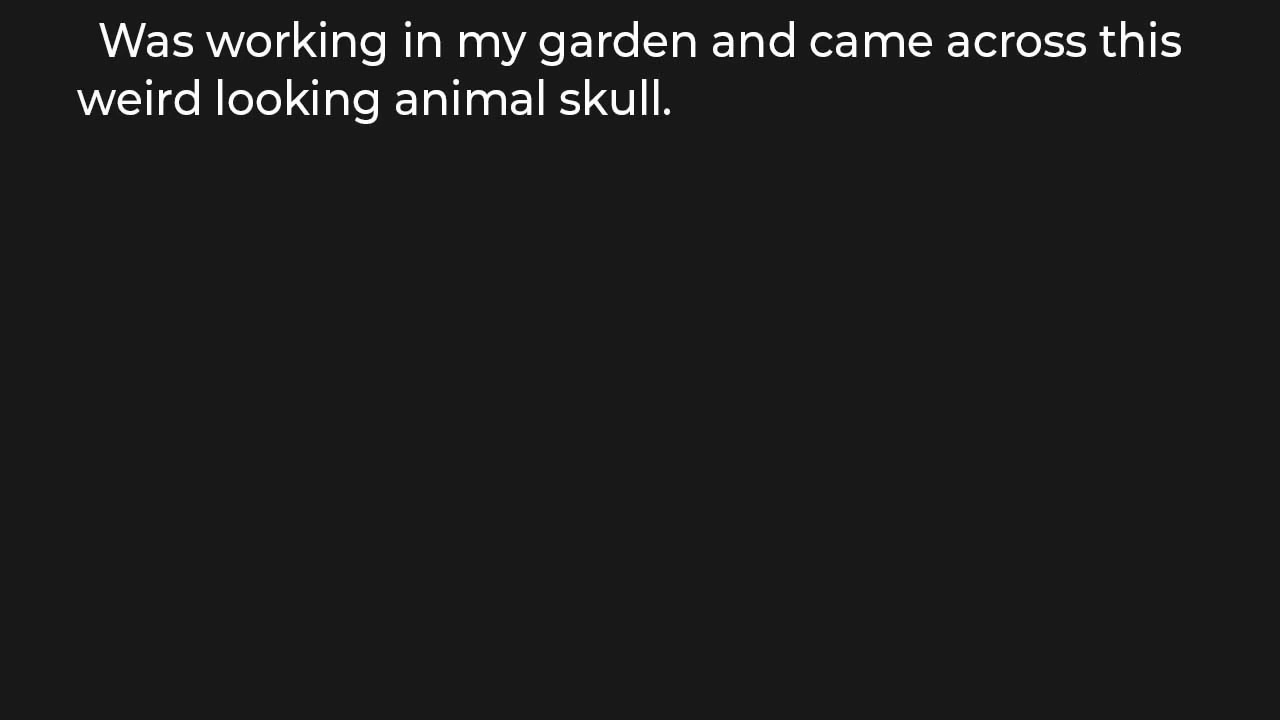 Was working in my garden and came across this
weird looking animal skull.